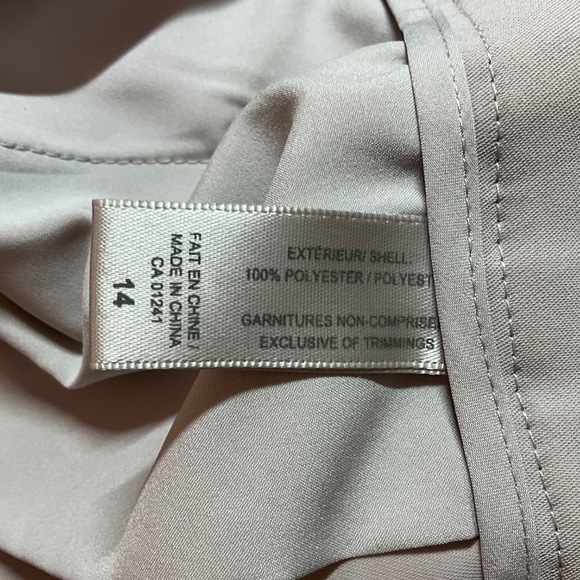 EXTÉRIEUR/ SHELL:
100% POLYESTER / POLYEST
GARNITURES NON-COMPRISE
EXCLUSIVE OF TRIMMINGS
FAIT EN CHINE /
MADE IN CHINA
CA 01241
14